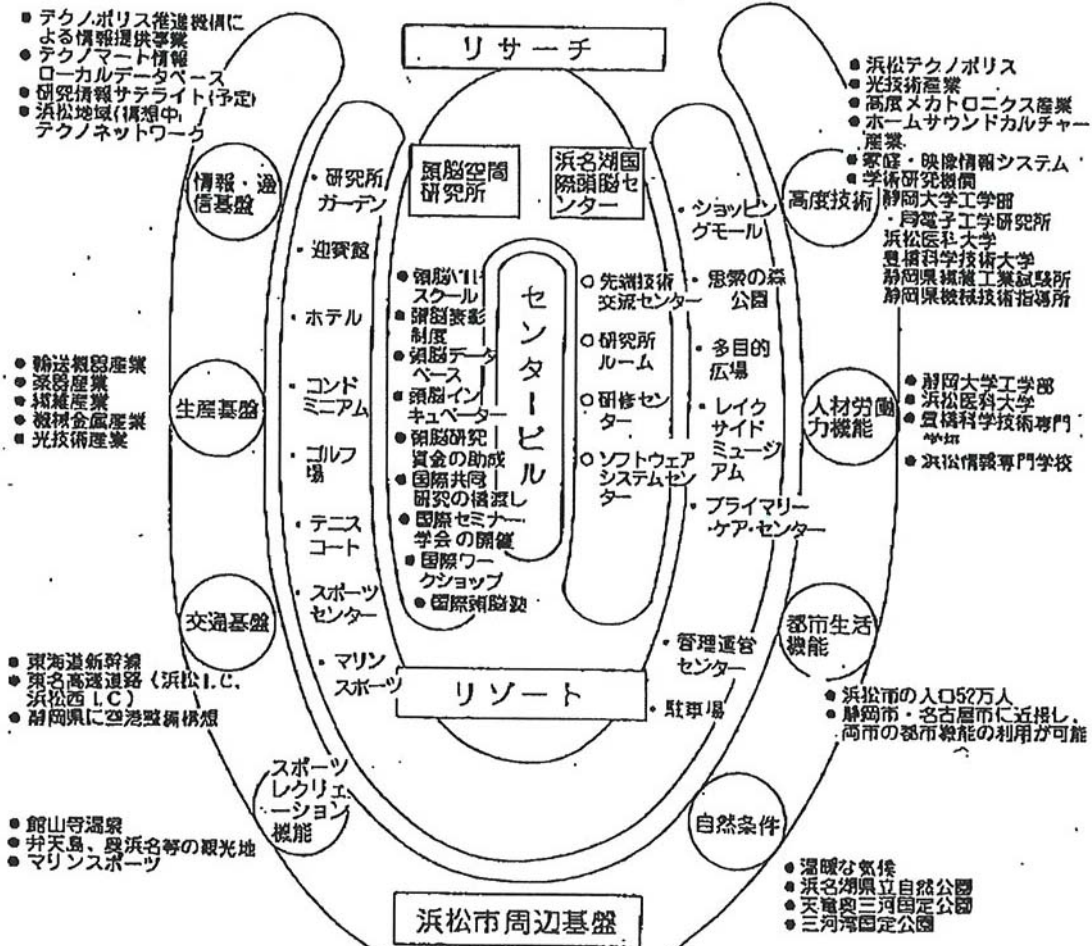 テクノポリス推進機構に
よる情報提供事業
テクノマート情報
ローカルデータベース
研究情報サテライト(予定)
浜松地域(構想中)
テクノネットワーク
情報・通
信基盤
輸送機器産業
楽器産業
繊維産業
機械金属産業
光技術産業
生産基盤
交通基盤
東海道新幹線
東名高速道路(浜松I.C,
浜松西I.C)
静岡県に空港整備構想
スポーツ
レクリェ
ーション
機能
館山寺温泉
弁天島、奥浜名等の観光地
マリンスポーツ
・研究所
ガーデン
・迎賓館
・ホテル
・コンド
ミニアム
・ゴルフ
場
・テニス
コート
・スポーツ
センター
・マリン
スポーツ
リサーチ
頭脳空間
研究所
浜名湖国
際頭脳セ
ンター
スクール
頭脳表彰
制度
頭脳データ
ベース
頭脳イン
キュベーター
頭脳研究
資金の助成
国際共同
研究の橋渡し
国際セミナー・
学会の開催
国際ワー
クショップ
国際頭脳塾
センタービル
○先端技術
交流センター
○研究所
ルーム
○研修セン
ター
○ソフトウェア
システムセン
ター
リゾート
・ショッピン
グモール
・思索の森
公園
・多目的
広場
・レイク
サイド
ミュージ
アム
・プライマリー
・ケア・センター
・管理運営
センター
・駐車場
浜松テクノポリス
光技術産業
高度メカトロニクス産業
ホームサウンドカルチャー
産業
家庭・映像情報システム
学術研究機関
静岡大学工学部
・同電子工学研究所
浜松医科大学
豊橋科学技術大学
静岡県繊維工業試験所
静岡県機械技術指導所
高度技術
人材労働
力機能
静岡大学工学部
浜松医科大学
豊橋科学技術専門
学校
浜松情報専門学校
都市生活
機能
浜松市の人口52万人
静岡市・名古屋市に近接し、
両市の都市機能の利用が可能
自然条件
温暖な気候
浜名湖県立自然公園
天竜奥三河国定公園
三河湾国定公園
浜松市周辺基盤